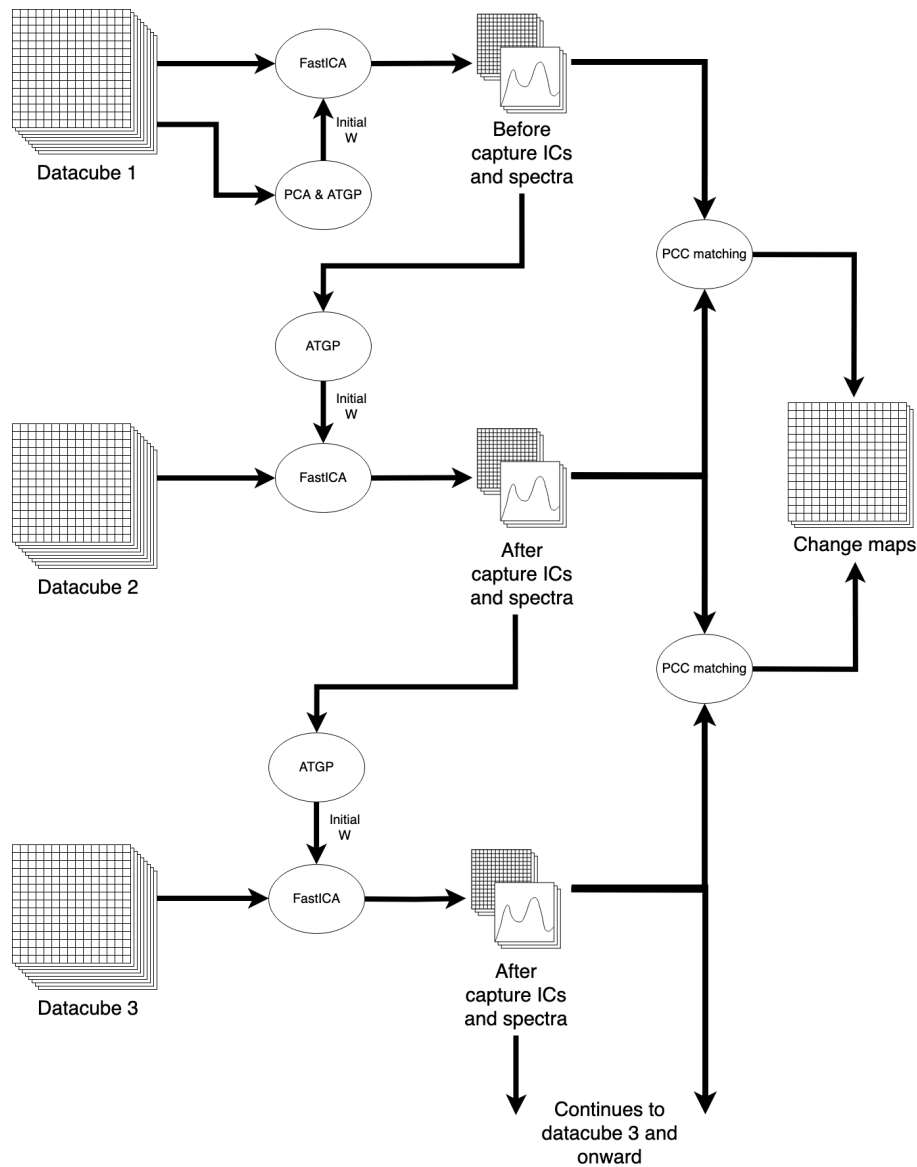 FastICA
Initial
W
Datacube 1
PCA & ATGP
Before
capture ICs
and spectra
PCC matching
ATGP
Initial
W
FastICA
Datacube 2
After
capture ICs
and spectra
Change maps
PCC matching
ATGP
Initial
W
FastICA
Datacube 3
After
capture ICs
and spectra
Continues to
datacube 3 and
onward